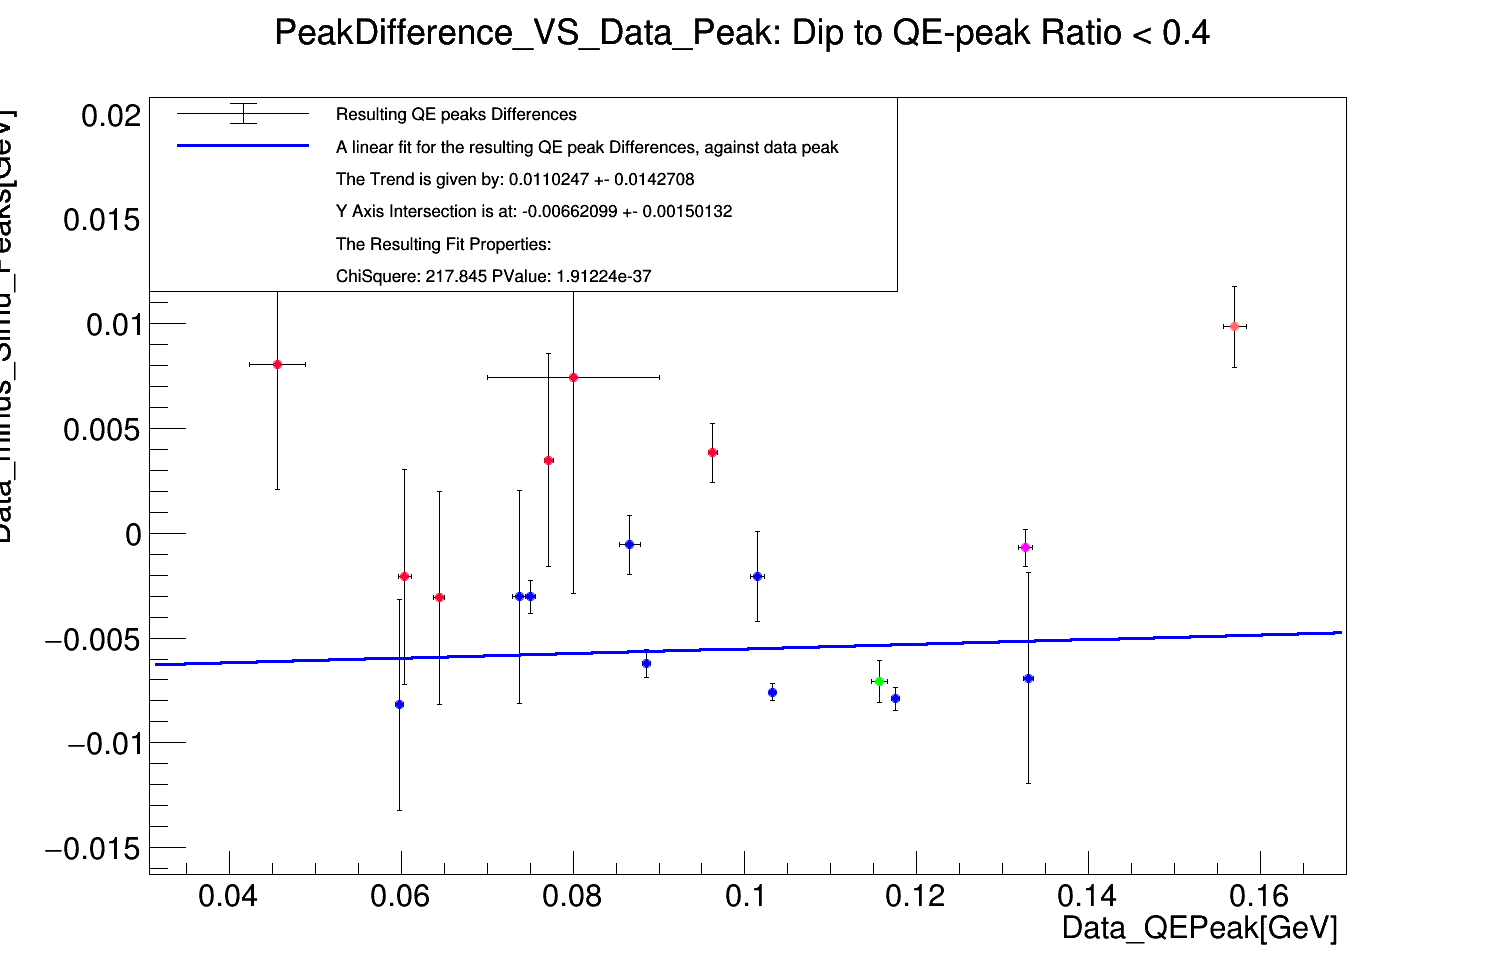 PeakDifference_VS_Data_Peak: Dip to QE-peak Ratio < 0.4
Resulting QE peaks Differences
A linear fit for the resulting QE peak Differences, against data peak
The Trend is given by: 0.0110247 +- 0.0142708
Y Axis Intersection is at: -0.00662099 +- 0.00150132
The Resulting Fit Properties:
ChiSquere: 217.845 PValue: 1.91224e-37
Data_minus_Simu_Peaks[GeV]
0.02
0.015
0.01
0.005
0
−0.005
−0.01
−0.015
0.04 0.06 0.08 0.1 0.12 0.14 0.16
Data_QEPeak[GeV]